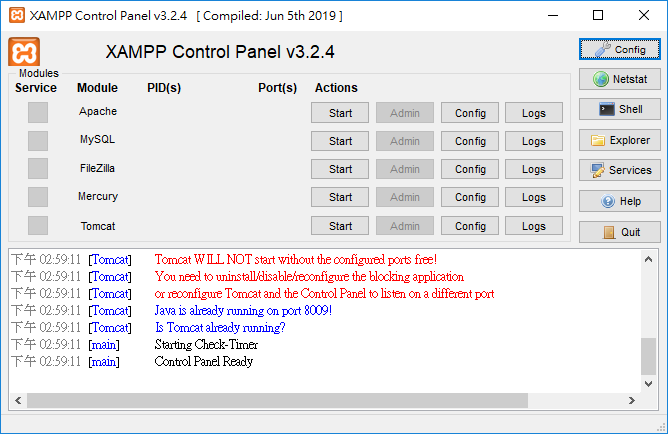 XAMPP Control Panel v3.2.4 [ Compiled: Jun 5th 2019 ]
XAMPP Control Panel v3.2.4
Config
Modules
Service Module PID(s) Port(s) Actions
Netstat
Apache Start Admin Config Logs
Shell
MySQL Start Admin Config Logs
Explorer
FileZilla Start Admin Config Logs
Services
Mercury Start Admin Config Logs
Help
Tomcat Start Admin Config Logs
Quit
下午 02:59:11 [Tomcat] Tomcat WILL NOT start without the configured ports free!
下午 02:59:11 [Tomcat] You need to uninstall/disable/reconfigure the blocking application
下午 02:59:11 [Tomcat] or reconfigure Tomcat and the Control Panel to listen on a different port
下午 02:59:11 [Tomcat] Java is already running on port 8009!
下午 02:59:11 [Tomcat] Is Tomcat already running?
下午 02:59:11 [main] Starting Check-Timer
下午 02:59:11 [main] Control Panel Ready